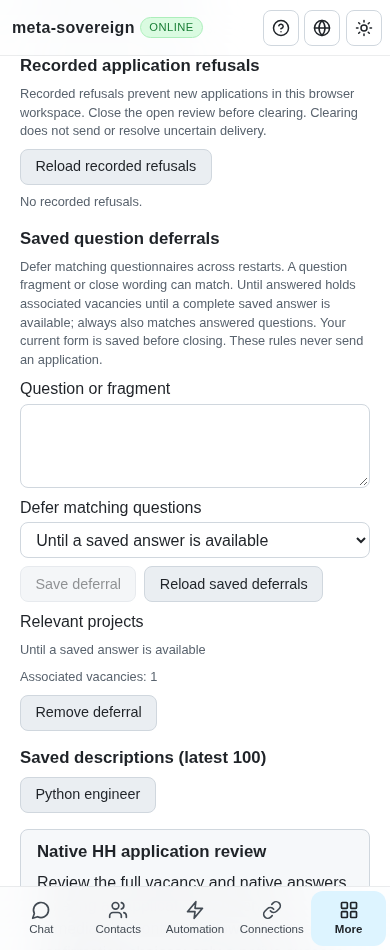 meta-sovereign ONLINE
Recorded application refusals
Recorded refusals prevent new applications in this browser
workspace. Close the open review before clearing. Clearing
does not send or resolve uncertain delivery.
Reload recorded refusals
No recorded refusals.
Saved question deferrals
Defer matching questionnaires across restarts. A question
fragment or close wording can match. Until answered holds
associated vacancies until a complete saved answer is
available; always also matches answered questions. Your
current form is saved before closing. These rules never send
an application.
Question or fragment
Defer matching questions
Until a saved answer is available
Save deferral Reload saved deferrals
Relevant projects
Until a saved answer is available
Associated vacancies: 1
Remove deferral
Saved descriptions (latest 100)
Python engineer
Native HH application review
Review the full vacancy and native answers
Chat Contacts Automation Connections More